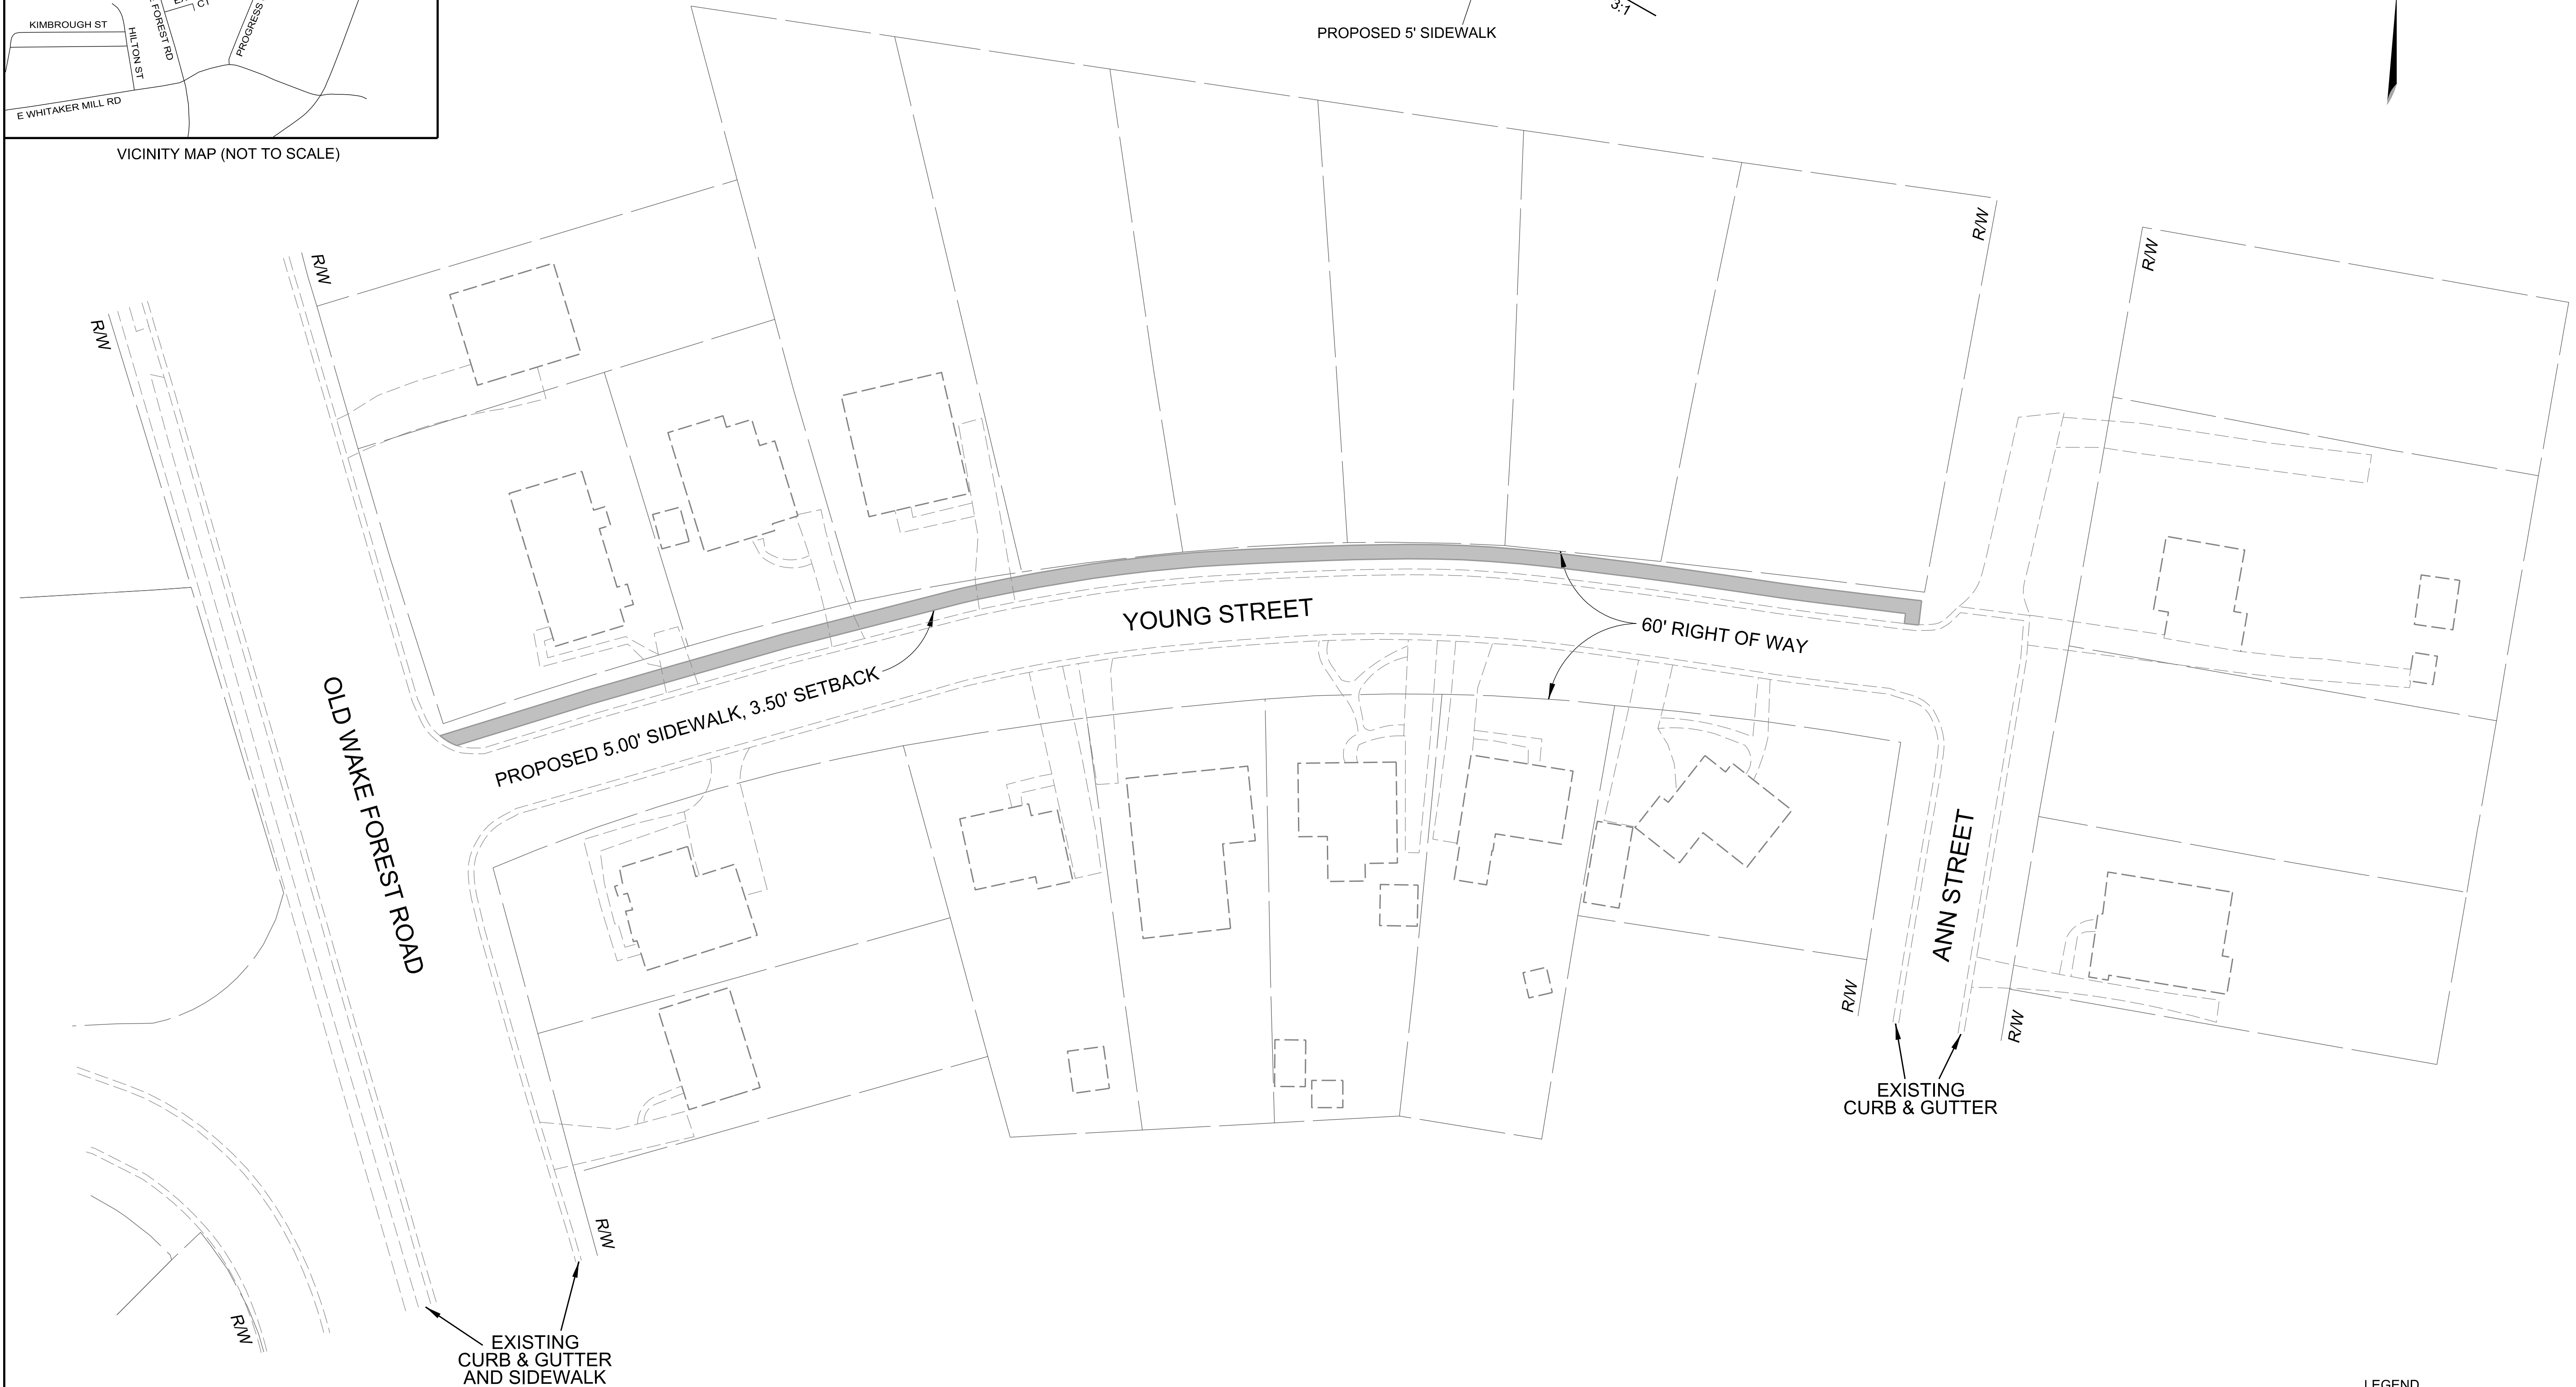 KIMBROUGH ST
HILTON ST
FOREST RD
CT
PROGRESS
E WHITAKER MILL RD
VICINITY MAP (NOT TO SCALE)
3:1
PROPOSED 5' SIDEWALK
R/W
R/W
R/W
R/W
YOUNG STREET
60' RIGHT OF WAY
PROPOSED 5.00' SIDEWALK, 3.50' SETBACK
OLD WAKE FOREST ROAD
ANN STREET
R/W
R/W
EXISTING
CURB & GUTTER
R/W
R/W
EXISTING
CURB & GUTTER
AND SIDEWALK
LEGEND